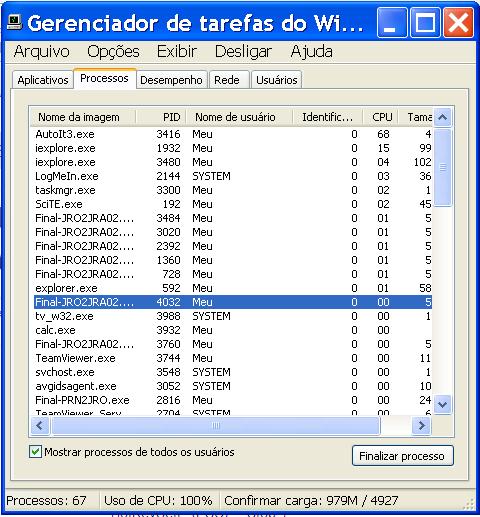 Gerenciador de tarefas do Wi...
Arquivo Opções Exibir Desligar Ajuda
Aplicativos Processos Desempenho Rede Usuários
Nome da imagem PID Nome de usuário Identific... CPU Tama
AutoIt3.exe 3416 Meu 0 68 4
iexplore.exe 1932 Meu 0 15 99
iexplore.exe 3480 Meu 0 04 102
LogMeIn.exe 2144 SYSTEM 0 03 36
taskmgr.exe 3300 Meu 0 02 1
SciTE.exe 192 Meu 0 02 45
Final-JRO2JRA02.... 3484 Meu 0 01 5
Final-JRO2JRA02.... 3020 Meu 0 01 5
Final-JRO2JRA02.... 2392 Meu 0 01 5
Final-JRO2JRA02.... 1360 Meu 0 01 5
Final-JRO2JRA02.... 728 Meu 0 01 5
explorer.exe 592 Meu 0 01 58
Final-JRO2JRA02.... 4032 Meu 0 00 5
tv_w32.exe 3988 SYSTEM 0 00 1
calc.exe 3932 Meu 0 00
Final-JRO2JRA02.... 3760 Meu 0 00 5
TeamViewer.exe 3744 Meu 0 00 11
svchost.exe 3548 SYSTEM 0 00 1
avgidsagent.exe 3052 SYSTEM 0 00 10
Final-PRN2JRO.exe 2816 Meu 0 00 24
TeamViewer_Serv... 2704 SYSTEM 0 00 6
Mostrar processos de todos os usuários
Finalizar processo
Processos: 67 Uso de CPU: 100% Confirmar carga: 979M / 4927